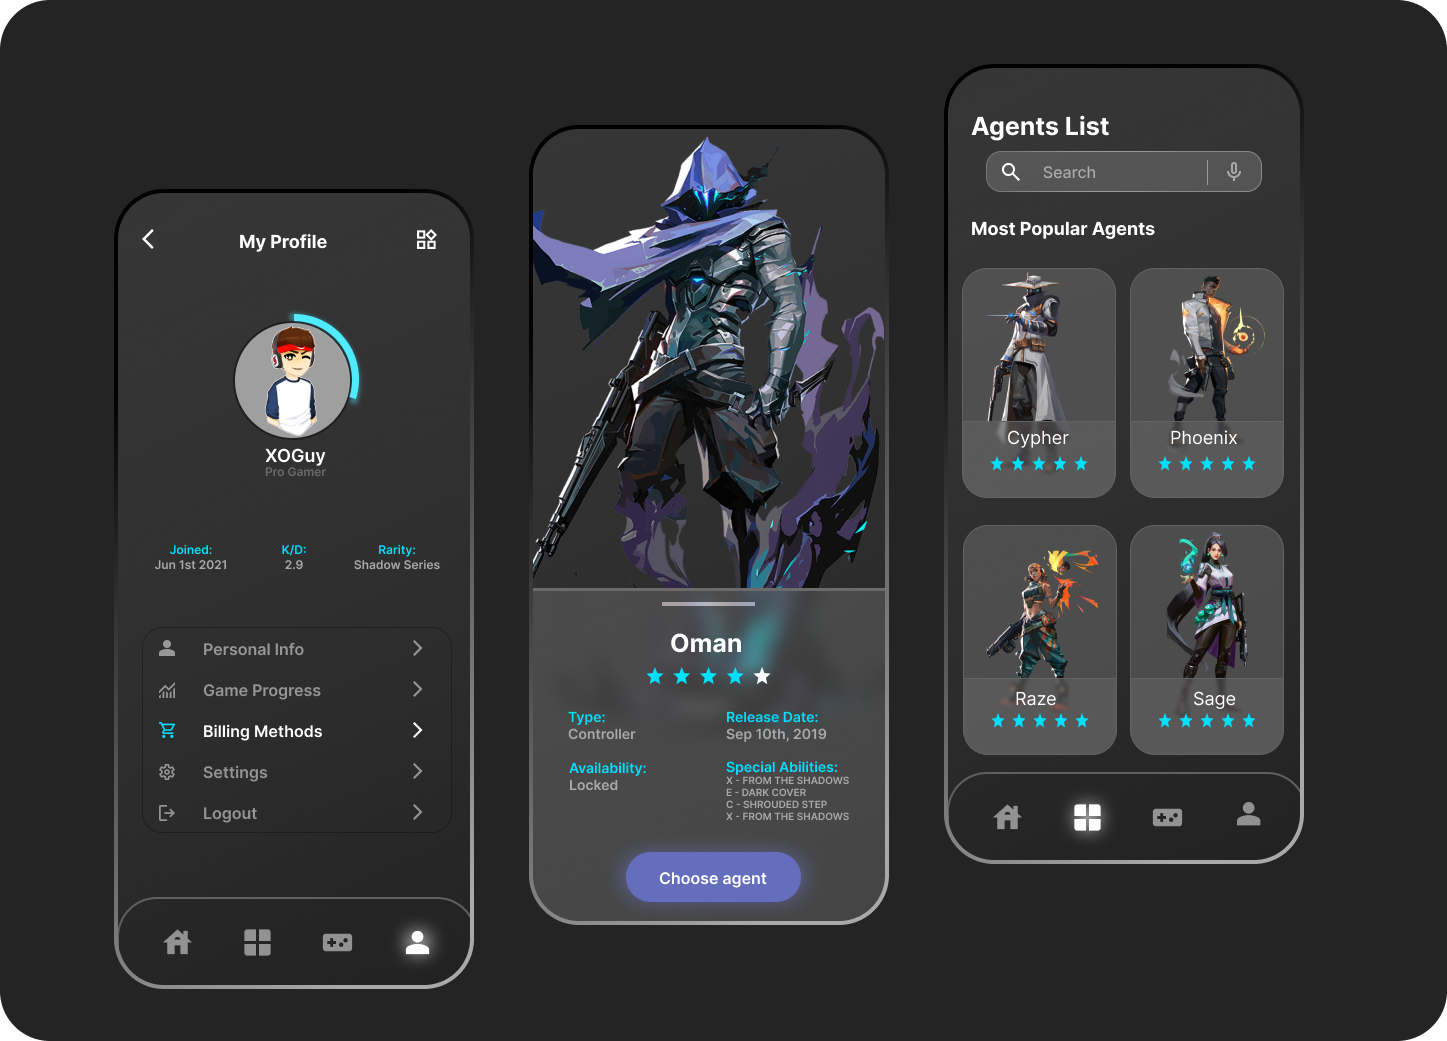 My Profile
XOGuy
Pro Gamer
Joined:
Jun 1st 2021
K/D:
2.9
Rarity:
Shadow Series
Personal Info
Game Progress
Billing Methods
Settings
Logout
Oman
Type:
Controller
Release Date:
Sep 10th, 2019
Availability:
Locked
Special Abilities:
X - FROM THE SHADOWS
E - DARK COVER
C - SHROUDED STEP
X - FROM THE SHADOWS
Choose agent
Agents List
Search
Most Popular Agents
Cypher
Phoenix
Raze
Sage